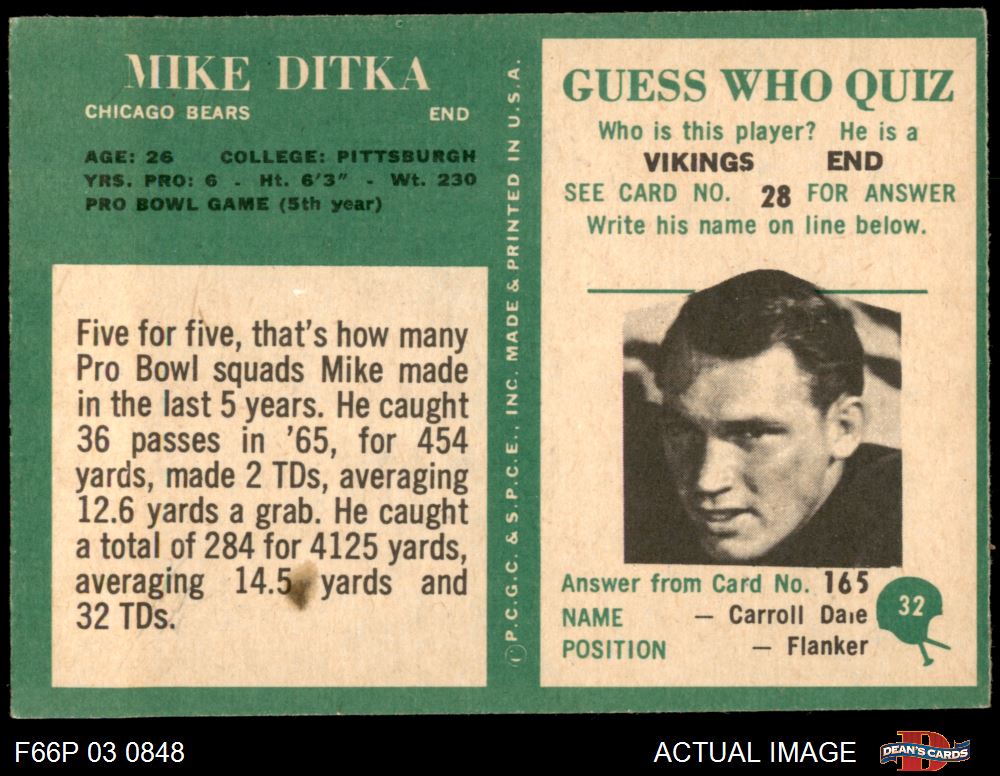 MIKE DITKA
CHICAGO BEARS END
AGE: 26 COLLEGE: PITTSBURGH
YRS. PRO: 6 - Ht. 6'3" - Wt. 230
PRO BOWL GAME (5th year)
Five for five, that's how many
Pro Bowl squads Mike made
in the last 5 years. He caught
36 passes in '65, for 454
yards, made 2 TDs, averaging
12.6 yards a grab. He caught
a total of 284 for 4125 yards,
averaging 14.5 yards and
32 TDs.
Ⓒ P.C.G.C. & S.P.C.E., INC. MADE & PRINTED IN U.S.A.
GUESS WHO QUIZ
Who is this player? He is a
VIKINGS END
SEE CARD NO. 28 FOR ANSWER
Write his name on line below.
Answer from Card No. 165
NAME — Carroll Dale
POSITION — Flanker
32
F66P 03 0848
ACTUAL IMAGE
D
DEAN'S CARDS